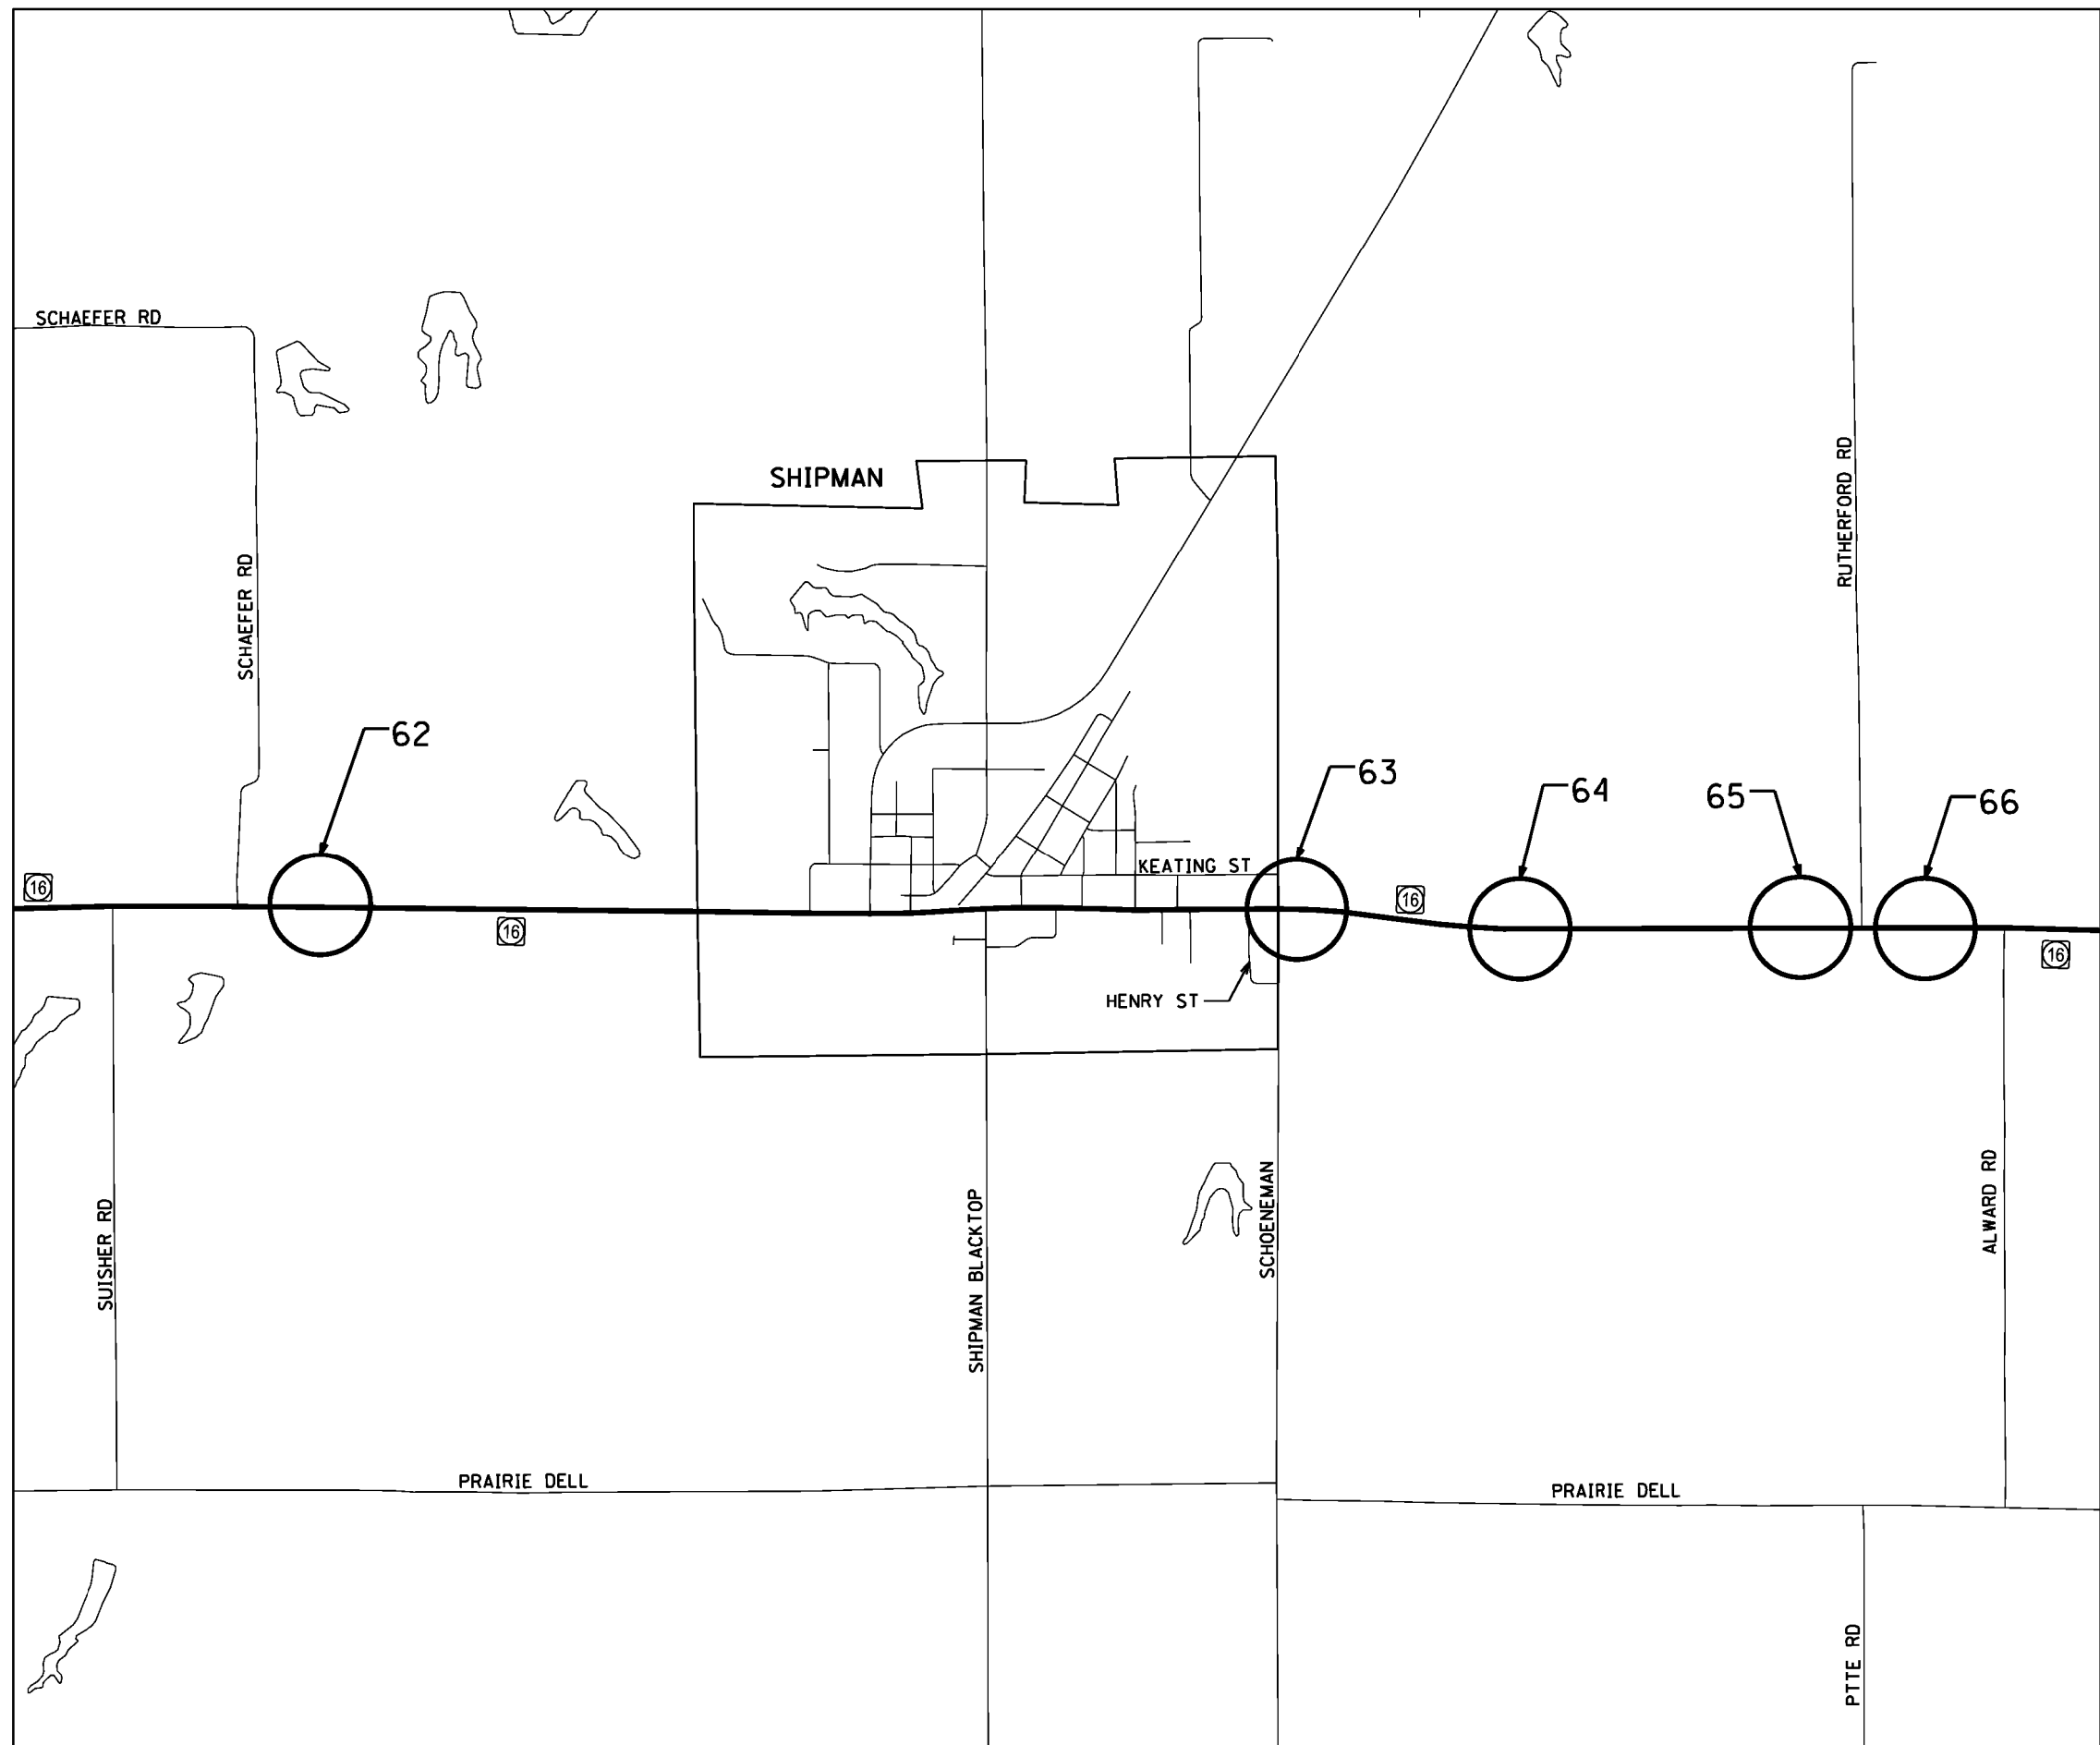 SCHAEFER RD
SHIPMAN
RUTHERFORD RD
SCHAEFER RD
62
63
64
65
66
KEATING ST
16
16
16
16
HENRY ST
SUISHER RD
SHIPMAN BLACKTOP
SCHOENEMAN
ALWARD RD
PRAIRIE DELL
PRAIRIE DELL
PTTE RD